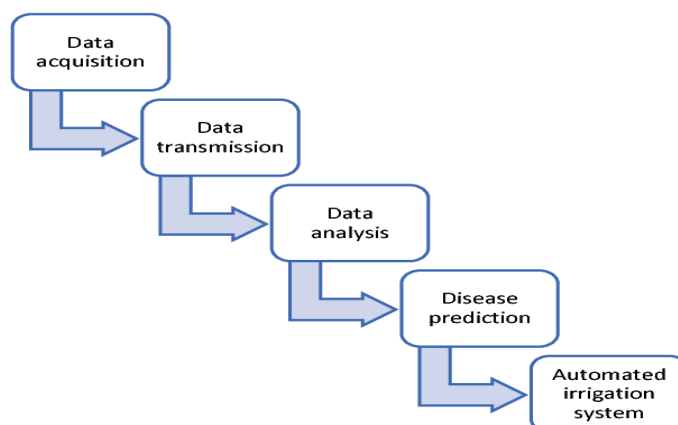 Data
acquisition
Data
transmission
Data
analysis
Disease
prediction
Automated
irrigation
system